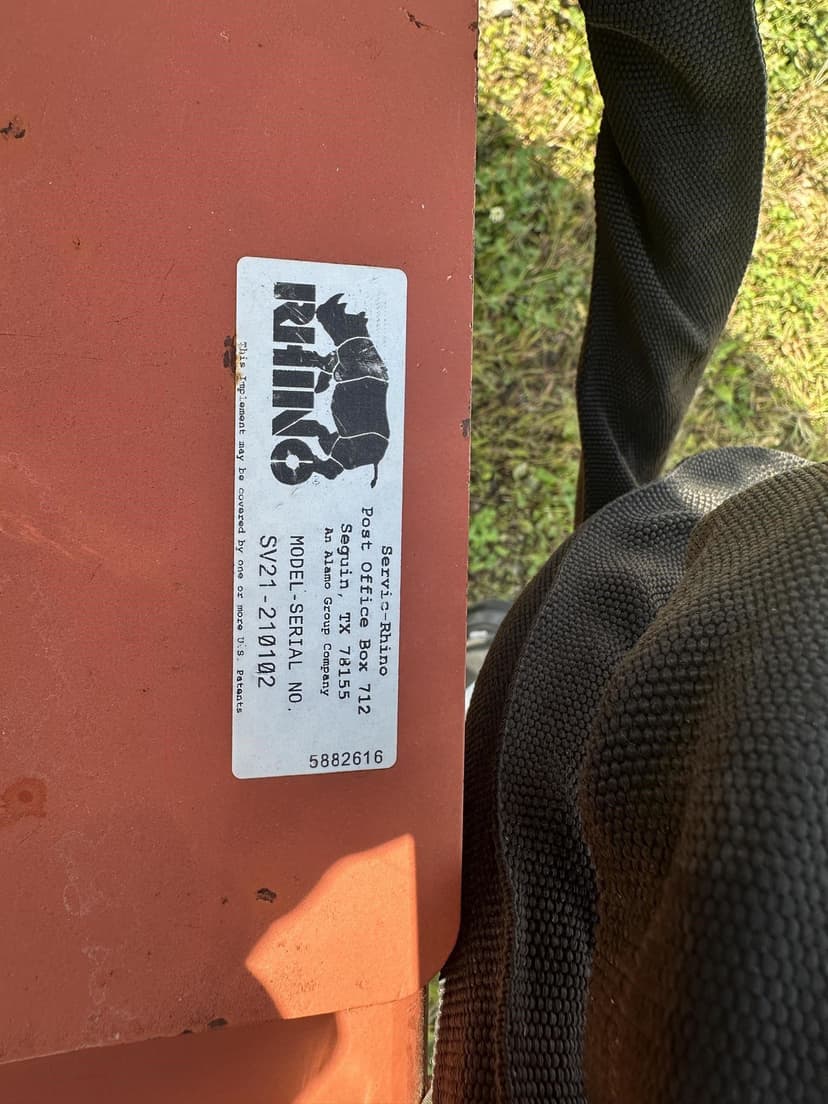 RHINO
®
Servis-Rhino
Post Office Box 712
Seguin, TX 78155
An Alamo Group Company
MODEL-SERIAL NO.
SV21-210102
This Implement may be covered by one or more U.S. Patents
5882616